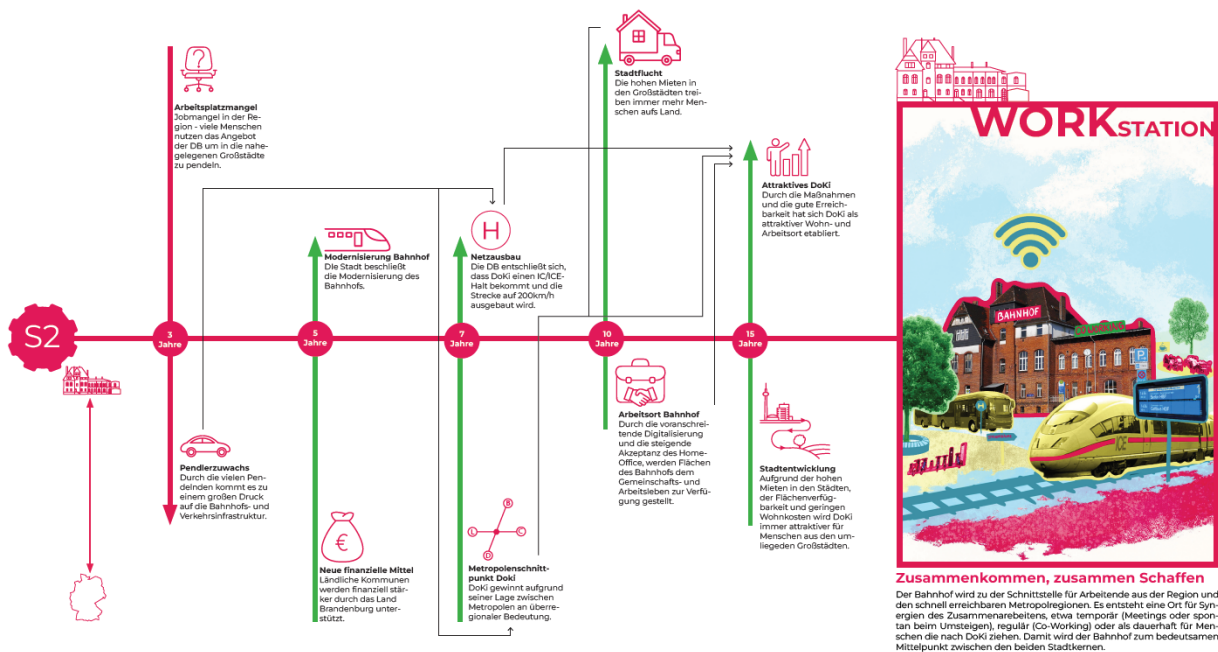 S2
Arbeitsplatzmangel
Jobmangel in der Re-
gion - viele Menschen
nutzen das Angebot
der DB um in die nahe-
gelegenen Großstädte
zu pendeln.
3
Jahre
Pendlerzuwachs
Durch die vielen Pen-
delnden kommt es zu
einem großen Druck
auf die Bahnhofs- und
Verkehrsinfrastruktur.
Modernisierung Bahnhof
Die Stadt beschließt
die Modernisierung des
Bahnhofs.
5
Jahre
€
Neue finanzielle Mittel
Ländliche Kommunen
werden finanziell stär-
ker durch das Land
Brandenburg unter-
stützt.
H
Netzausbau
Die DB entschließt sich,
dass DoKi einen IC/ICE-
Halt bekommt und die
Strecke auf 200km/h
ausgebaut wird.
7
Jahre
B
L
C
D
Metropolenschnitt-
punkt Doki
DoKi gewinnt aufgrund
seiner Lage zwischen
Metropolen an überre-
gionaler Bedeutung.
Stadtflucht
Die hohen Mieten in
den Großstädten trei-
ben immer mehr Men-
schen aufs Land.
10
Jahre
Arbeitsort Bahnhof
Durch die voranschrei-
tende Digitalisierung
und die steigende
Akzeptanz des Home-
Office, werden Flächen
des Bahnhofs dem
Gemeinschafts- und
Arbeitsleben zur Verfü-
gung gestellt.
Attraktives DoKi
Durch die Maßnahmen
und die gute Erreich-
barkeit hat sich DoKi als
attraktiver Wohn- und
Arbeitsort etabliert.
15
Jahre
Stadtentwicklung
Aufgrund der hohen
Mieten in den Städten,
der Flächenverfüg-
barkeit und geringen
Wohnkosten wird DoKi
immer attraktiver für
Menschen aus den um-
liegeden Großstädten.
WORKSTATION
BAHNHOF
CO WORKING
P
H
ICE
Zusammenkommen, zusammen Schaffen
Der Bahnhof wird zu der Schnittstelle für Arbeitende aus der Region und
den schnell erreichbaren Metropolregionen. Es entsteht eine Ort für Syn-
ergien des Zusammenarebeitens, etwa temporär (Meetings oder spon-
tan beim Umsteigen), regulär (Co-Working) oder als dauerhaft für Men-
schen die nach DoKi ziehen. Damit wird der Bahnhof zum bedeutsamen
Mittelpunkt zwischen den beiden Stadtkernen.